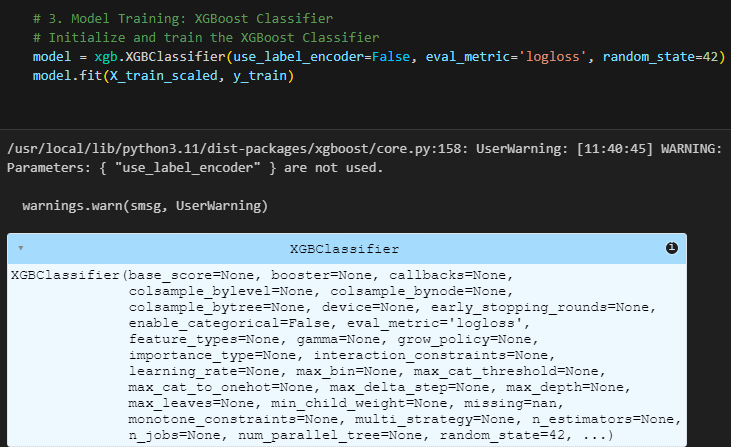 # 3. Model Training: XGBoost Classifier
# Initialize and train the XGBoost Classifier
model = xgb.XGBClassifier(use_label_encoder=False, eval_metric='logloss', random_state=42)
model.fit(X_train_scaled, y_train)
/usr/local/lib/python3.11/dist-packages/xgboost/core.py:158: UserWarning: [11:40:45] WARNING:
Parameters: { "use_label_encoder" } are not used.
warnings.warn(smsg, UserWarning)
▾ XGBClassifier i
XGBClassifier(base_score=None, booster=None, callbacks=None,
colsample_bylevel=None, colsample_bynode=None,
colsample_bytree=None, device=None, early_stopping_rounds=None,
enable_categorical=False, eval_metric='logloss',
feature_types=None, gamma=None, grow_policy=None,
importance_type=None, interaction_constraints=None,
learning_rate=None, max_bin=None, max_cat_threshold=None,
max_cat_to_onehot=None, max_delta_step=None, max_depth=None,
max_leaves=None, min_child_weight=None, missing=nan,
monotone_constraints=None, multi_strategy=None, n_estimators=None,
n_jobs=None, num_parallel_tree=None, random_state=42, ...)